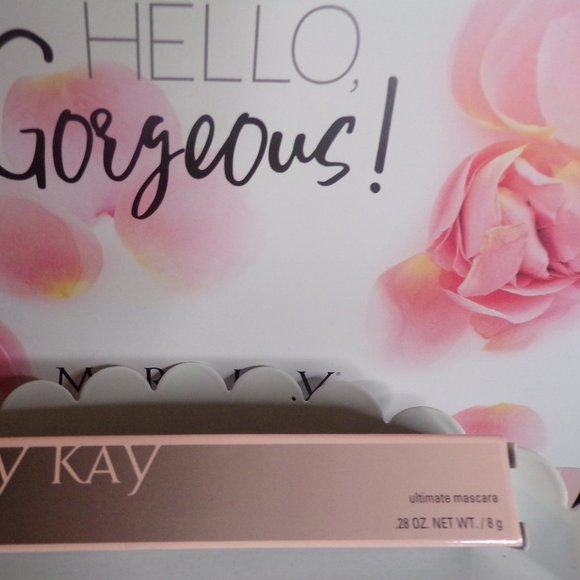 HELLO,
Gorgeous!
Y KAY
ultimate mascara
.28 OZ. NET WT. / 8 g